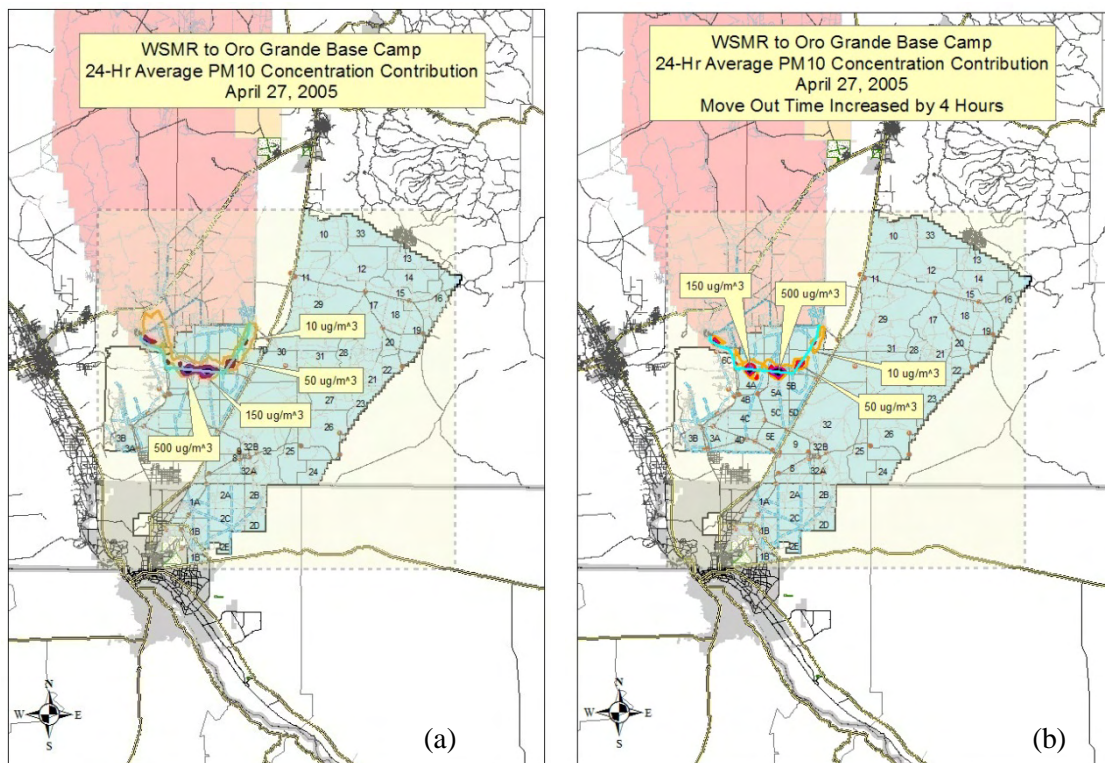 WSMR to Oro Grande Base Camp
24-Hr Average PM10 Concentration Contribution
April 27, 2005
10
33
13
12
14
11
15
16
29
17
18
10 ug/m^3
19
30
31
28
20
50 ug/m^3
22
21
27
23
150 ug/m^3
3B
3A
500 ug/m^3
26
32B
32
25
8
32A
24
1A
2A
2B
2C
2D
1B
2E
1B
N
W
E
S
(a)
WSMR to Oro Grande Base Camp
24-Hr Average PM10 Concentration Contribution
April 27, 2005
Move Out Time Increased by 4 Hours
10
33
13
12
14
150 ug/m^3
500 ug/m^3
11
15
16
29
17
18
19
30
31
28
20
6C
10 ug/m^3
22
21
4A
5A
5B
4B
27
50 ug/m^3
23
4C
5C
5D
3B
3A
32
26
4D
5E
9
32B
25
8
32A
24
1A
2A
2B
2C
2D
1B
2E
1B
N
W
E
S
(b)